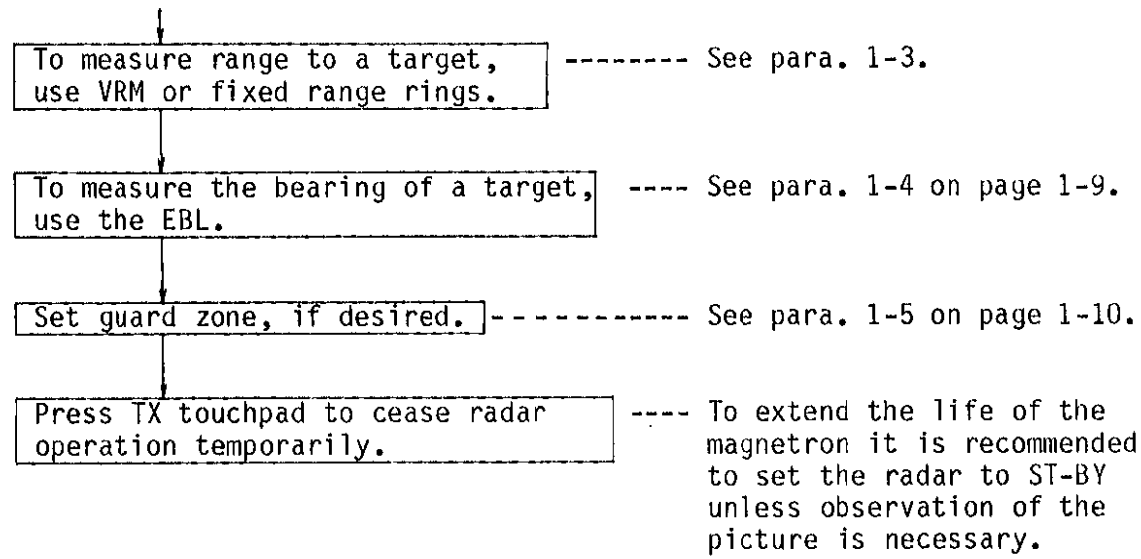 To measure range to a target, -------- See para. 1-3.
use VRM or fixed range rings.
To measure the bearing of a target, ---- See para. 1-4 on page 1-9.
use the EBL.
Set guard zone, if desired. ----------- See para. 1-5 on page 1-10.
Press TX touchpad to cease radar ---- To extend the life of the
operation temporarily. magnetron it is recommended
to set the radar to ST-BY
unless observation of the
picture is necessary.